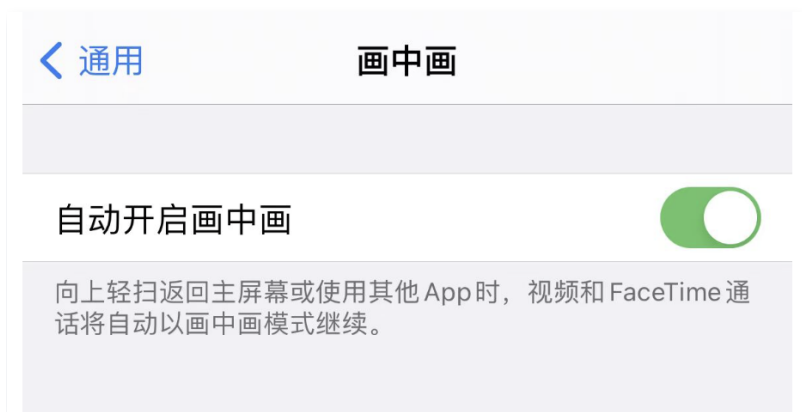 通用
画中画
自动开启画中画
向上轻扫返回主屏幕或使用其他App时，视频和FaceTime通
话将自动以画中画模式继续。